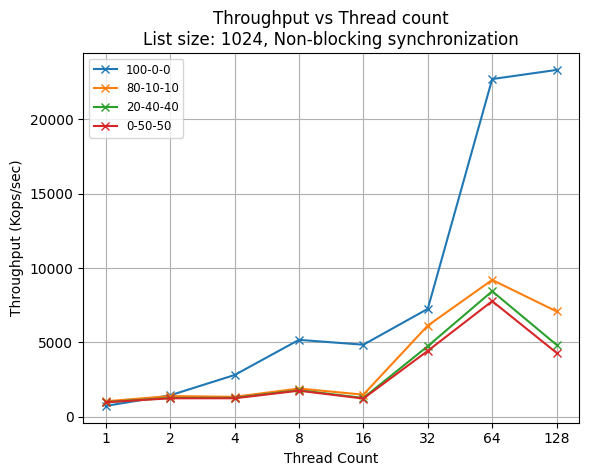 Throughput vs Thread count
List size: 1024, Non-blocking synchronization
100-0-0
80-10-10
20-40-40
0-50-50
Throughput (Kops/sec)
20000
15000
10000
5000
0
1 2 4 8 16 32 64 128
Thread Count